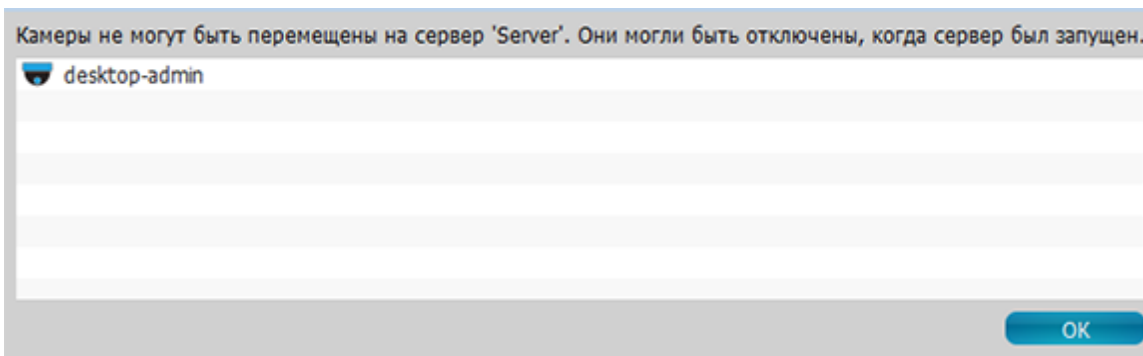 Камеры не могут быть перемещены на сервер 'Server'. Они могли быть отключены, когда сервер был запущен.
desktop-admin
OK